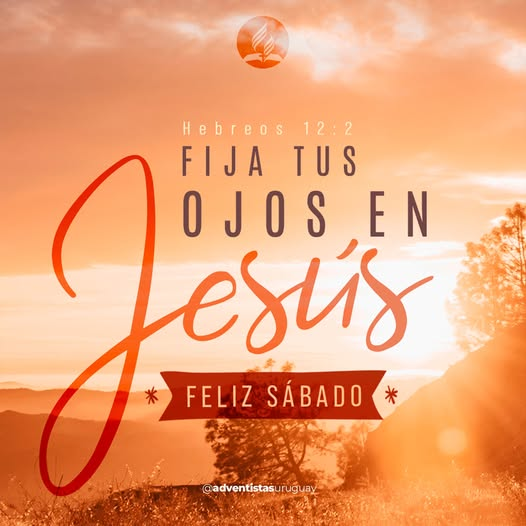 Hebreos 12:2
FIJA TUS
OJOS EN
Jesús
* FELIZ SÁBADO *
@adventistasuruguay